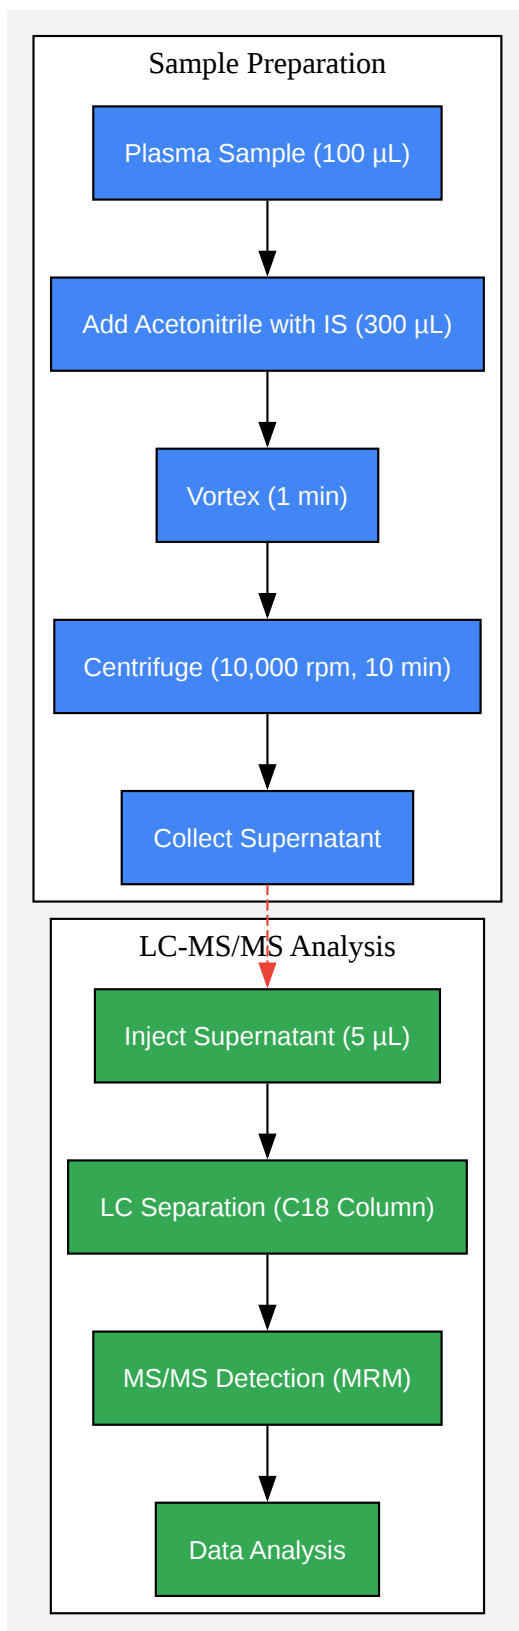 Sample Preparation
Plasma Sample (100 µL)
Add Acetonitrile with IS (300 µL)
Vortex (1 min)
Centrifuge (10,000 rpm, 10 min)
Collect Supernatant
LC-MS/MS Analysis
Inject Supernatant (5 µL)
LC Separation (C18 Column)
MS/MS Detection (MRM)
Data Analysis